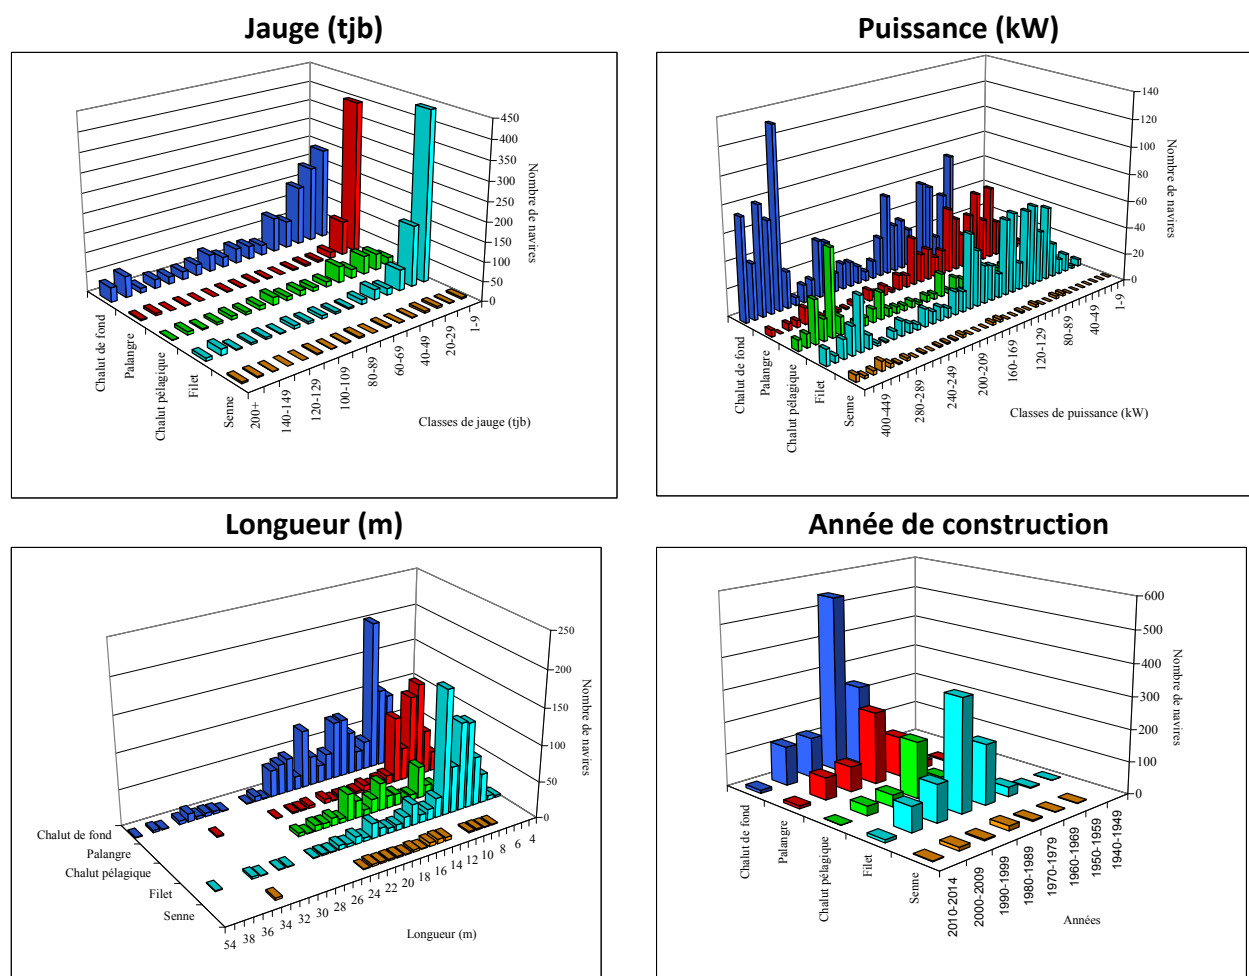 Jauge (tjb)
450
400
350
300
250
200
150
100
50
0
Nombre de navires
Chalut de fond
Palangre
Chalut pélagique
Filet
Senne
200+
140-149
120-129
100-109
80-89
60-69
40-49
20-29
1-9
Classes de jauge (tjb)
Puissance (kW)
140
120
100
80
60
40
20
0
Nombre de navires
Chalut de fond
Palangre
Chalut pélagique
Filet
Senne
400-449
280-289
240-249
200-209
160-169
120-129
80-89
40-49
1-9
Classes de puissance (kW)
Longueur (m)
250
200
150
100
50
0
Nombre de navires
Chalut de fond
Palangre
Chalut pélagique
Filet
Senne
54
38
36
34
32
30
28
26
24
22
20
18
16
14
12
10
8
6
4
Longueur (m)
Année de construction
600
500
400
300
200
100
0
Nombre de navires
Chalut de fond
Palangre
Chalut pélagique
Filet
Senne
2010-2014
2000-2009
1990-1999
1980-1989
1970-1979
1960-1969
1950-1959
1940-1949
Années